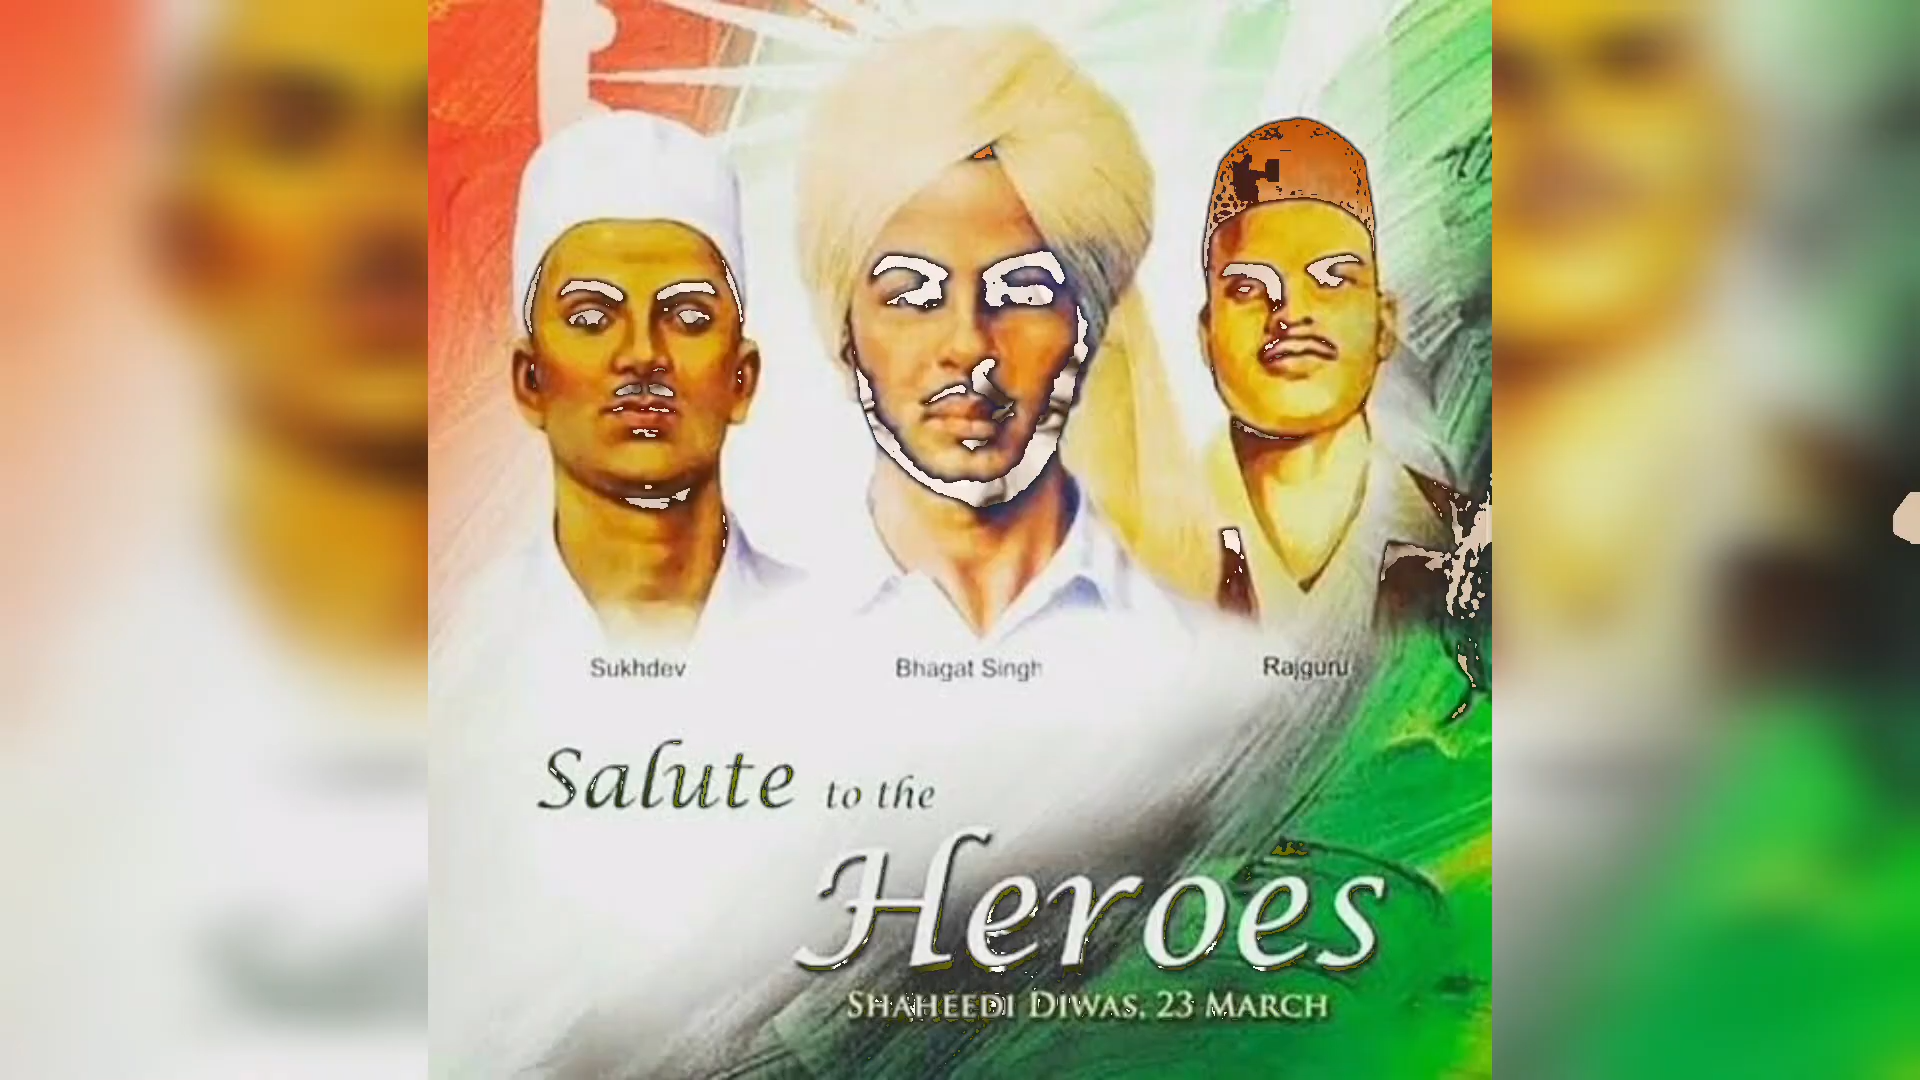 Sukhdev Bhagat Singh Rajguru
Salute to the
Heroes
SHAHEEDI DIWAS, 23 MARCH